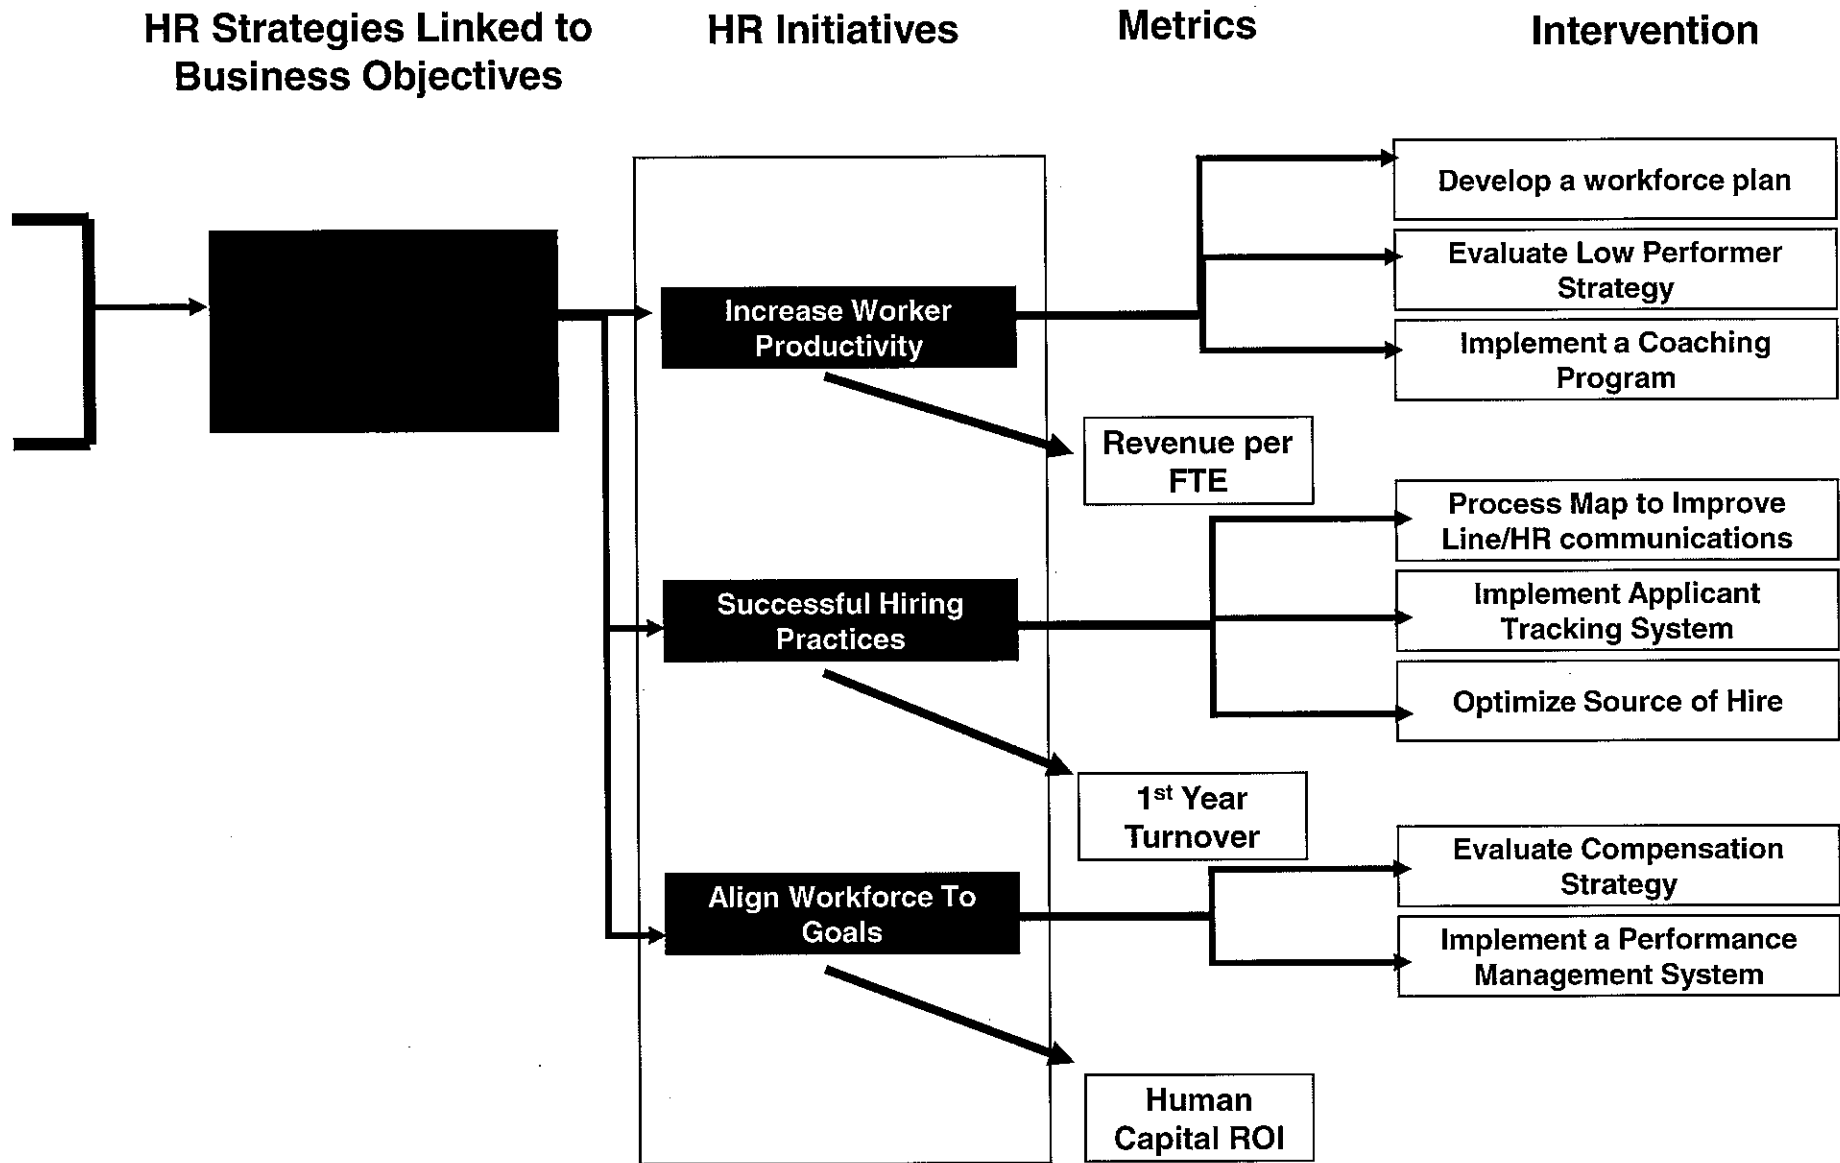 HR Strategies Linked to
Business Objectives
HR Initiatives
Metrics
Intervention
Increase Worker
Productivity
Revenue per
FTE
Develop a workforce plan
Evaluate Low Performer
Strategy
Implement a Coaching
Program
Successful Hiring
Practices
1st Year
Turnover
Process Map to Improve
Line/HR communications
Implement Applicant
Tracking System
Optimize Source of Hire
Align Workforce To
Goals
Human
Capital ROI
Evaluate Compensation
Strategy
Implement a Performance
Management System